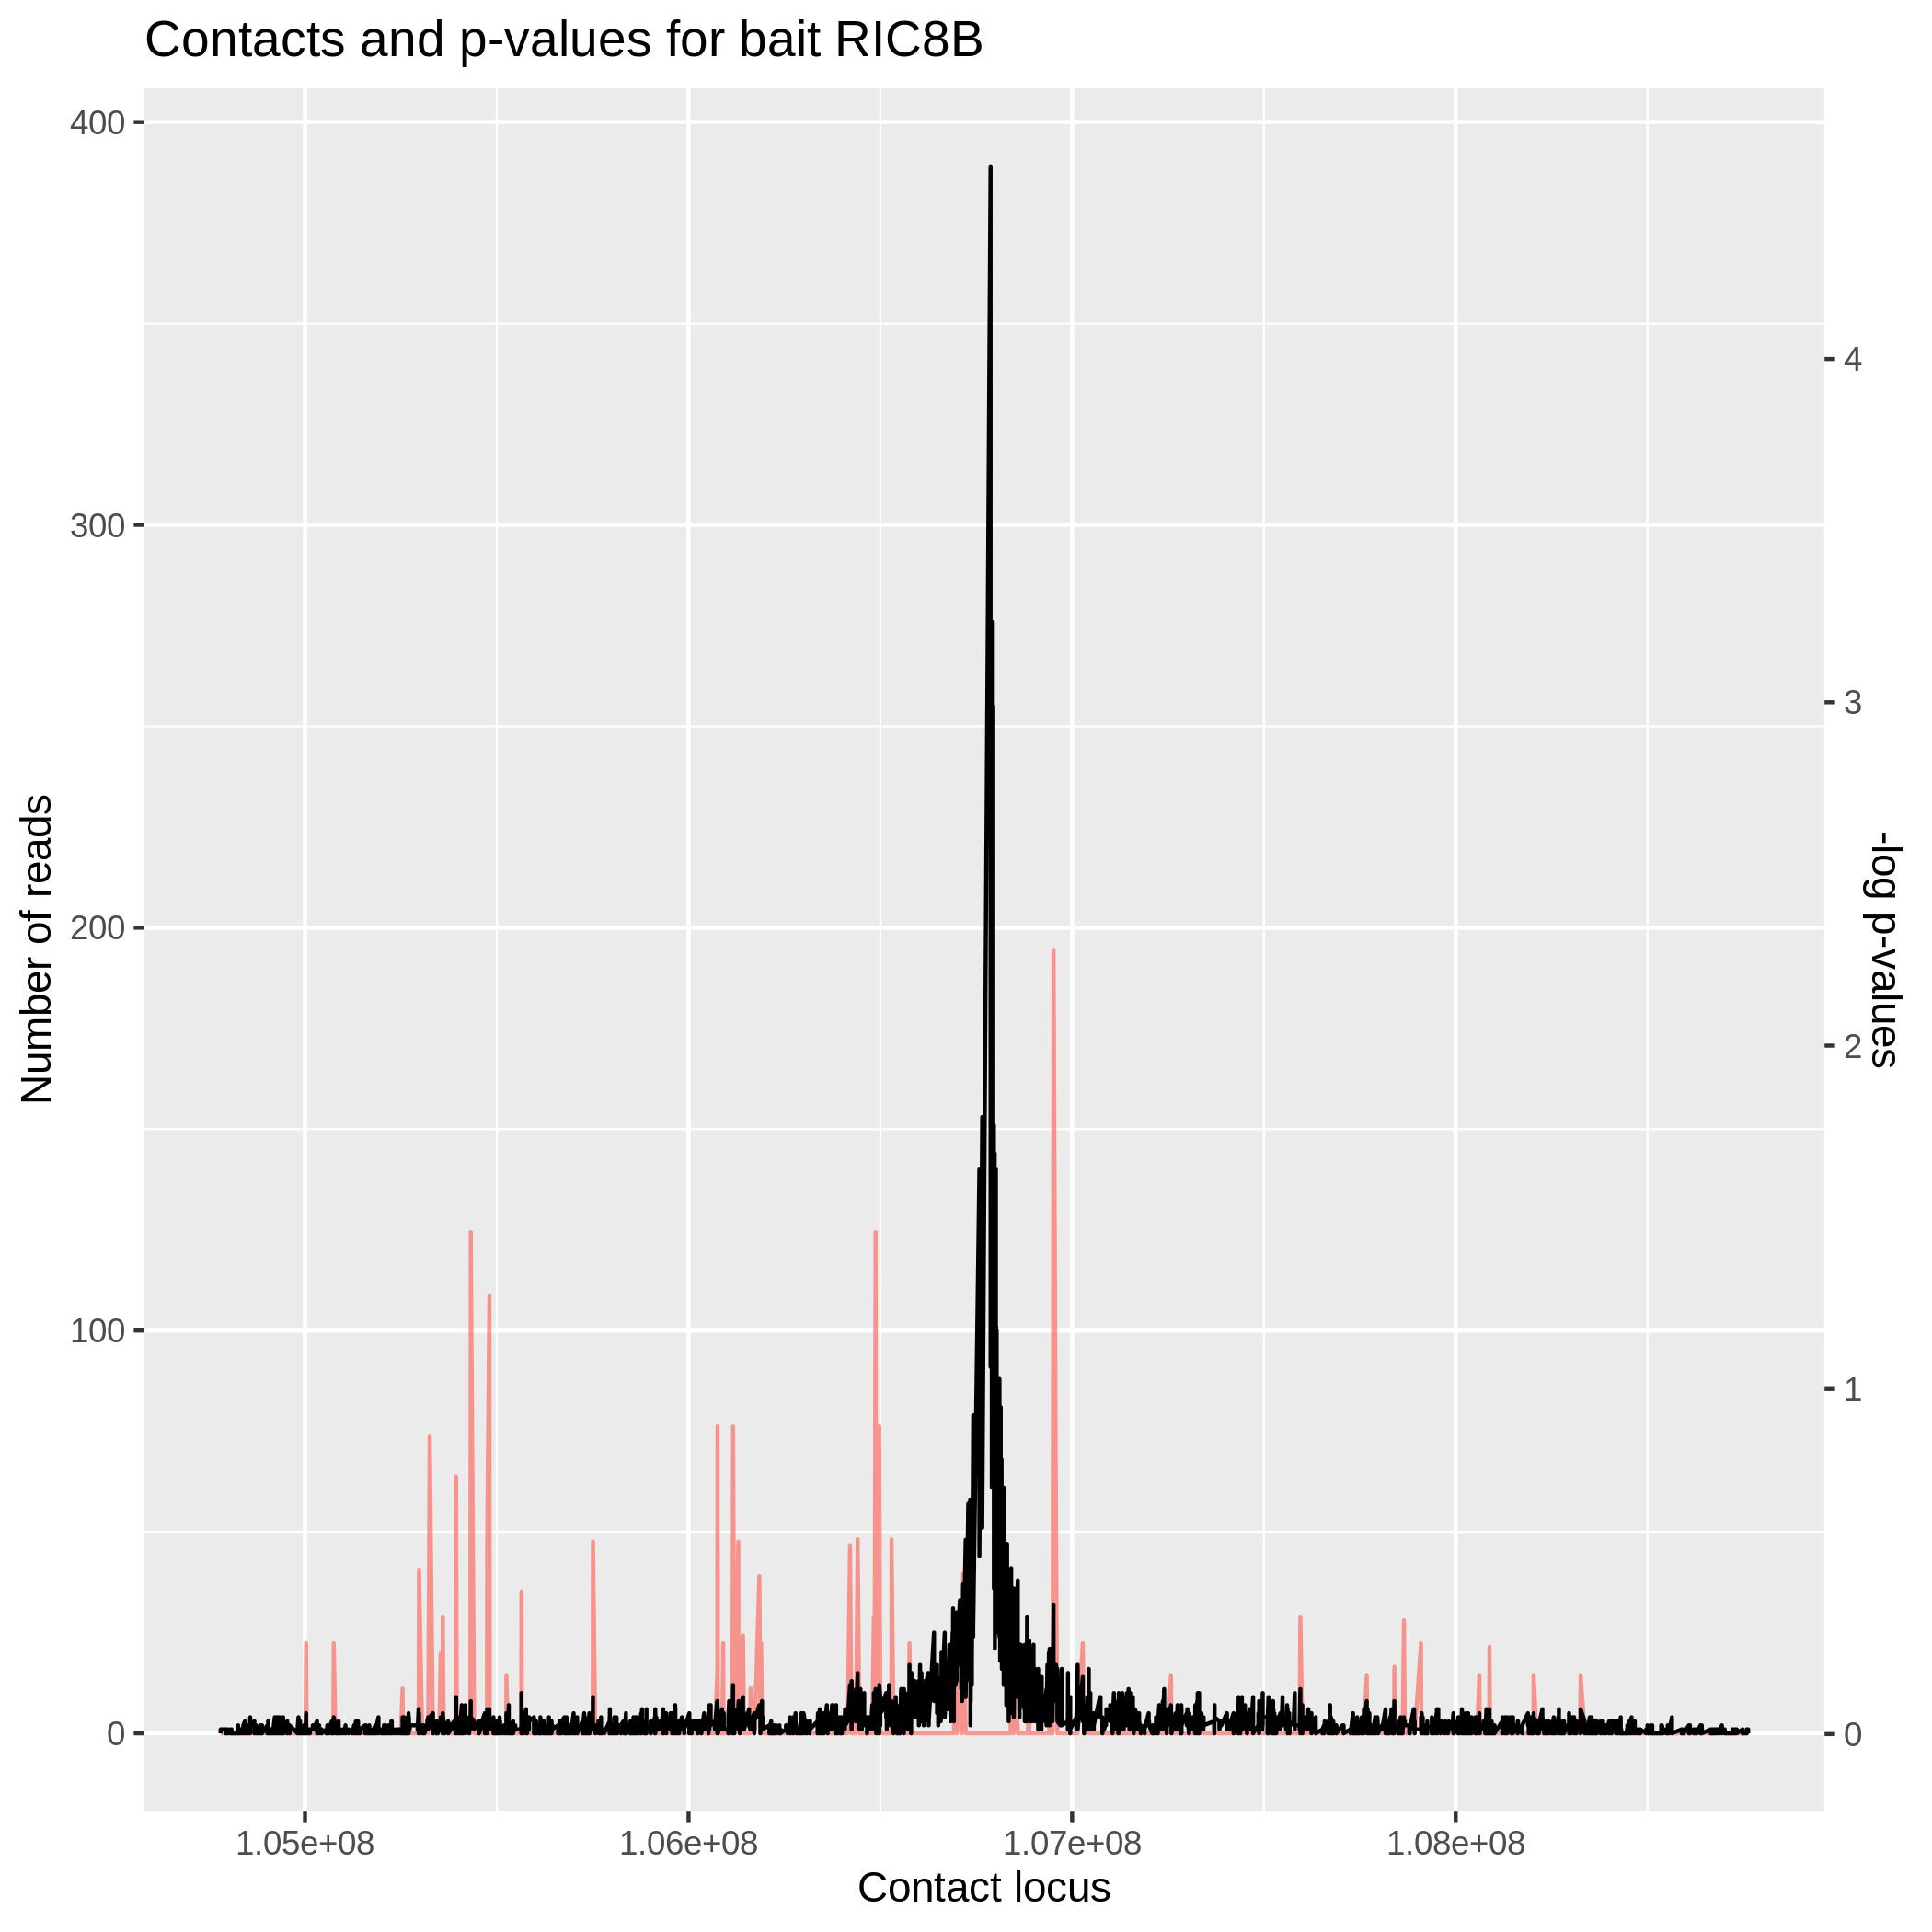 Contacts and p-values for bait RIC8B
400
300
200
100
0
Number of reads
4
3
2
1
0
-log p-values
1.05e+08 1.06e+08 1.07e+08 1.08e+08
Contact locus